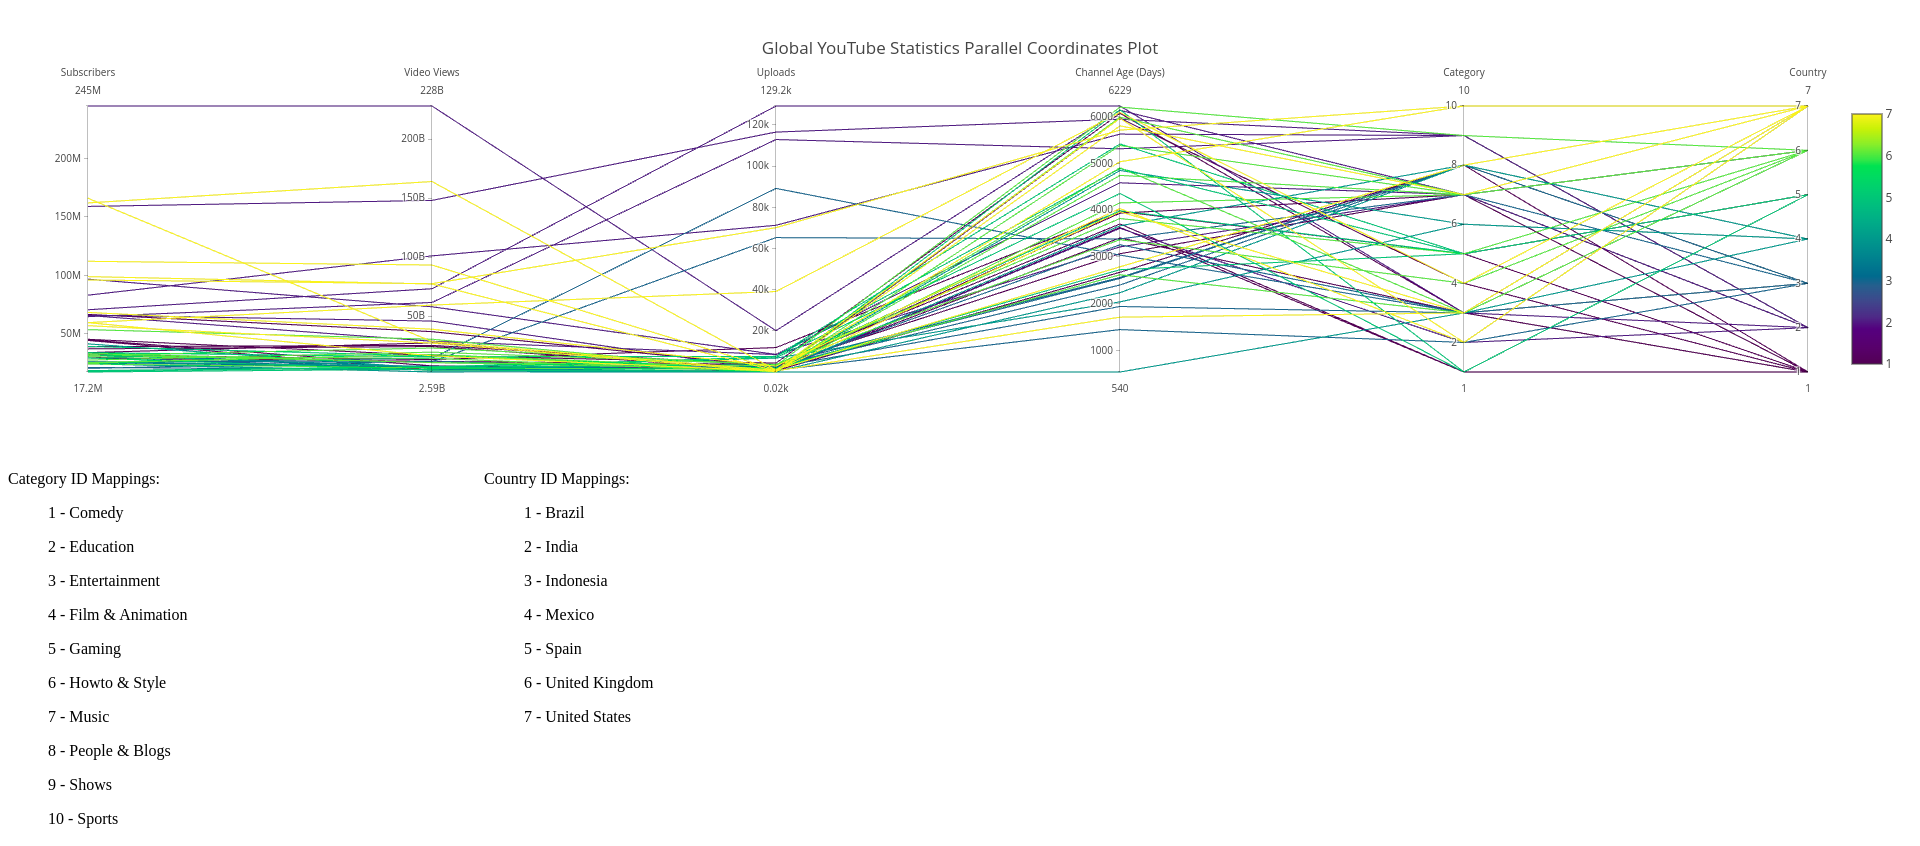 Global YouTube Statistics Parallel Coordinates Plot
Subscribers Video Views Uploads Channel Age (Days) Category Country
245M 228B 129.2k 6229 10 7
200M
150M
100M
50M
17.2M
200B
150B
100B
50B
2.59B
120k
100k
80k
60k
40k
20k
0.02k
6000
5000
4000
3000
2000
1000
540
10
8
6
4
2
1
7
6
5
4
3
2
1
1
7
6
5
4
3
2
1
Category ID Mappings:
1 - Comedy
2 - Education
3 - Entertainment
4 - Film & Animation
5 - Gaming
6 - Howto & Style
7 - Music
8 - People & Blogs
9 - Shows
10 - Sports
Country ID Mappings:
1 - Brazil
2 - India
3 - Indonesia
4 - Mexico
5 - Spain
6 - United Kingdom
7 - United States